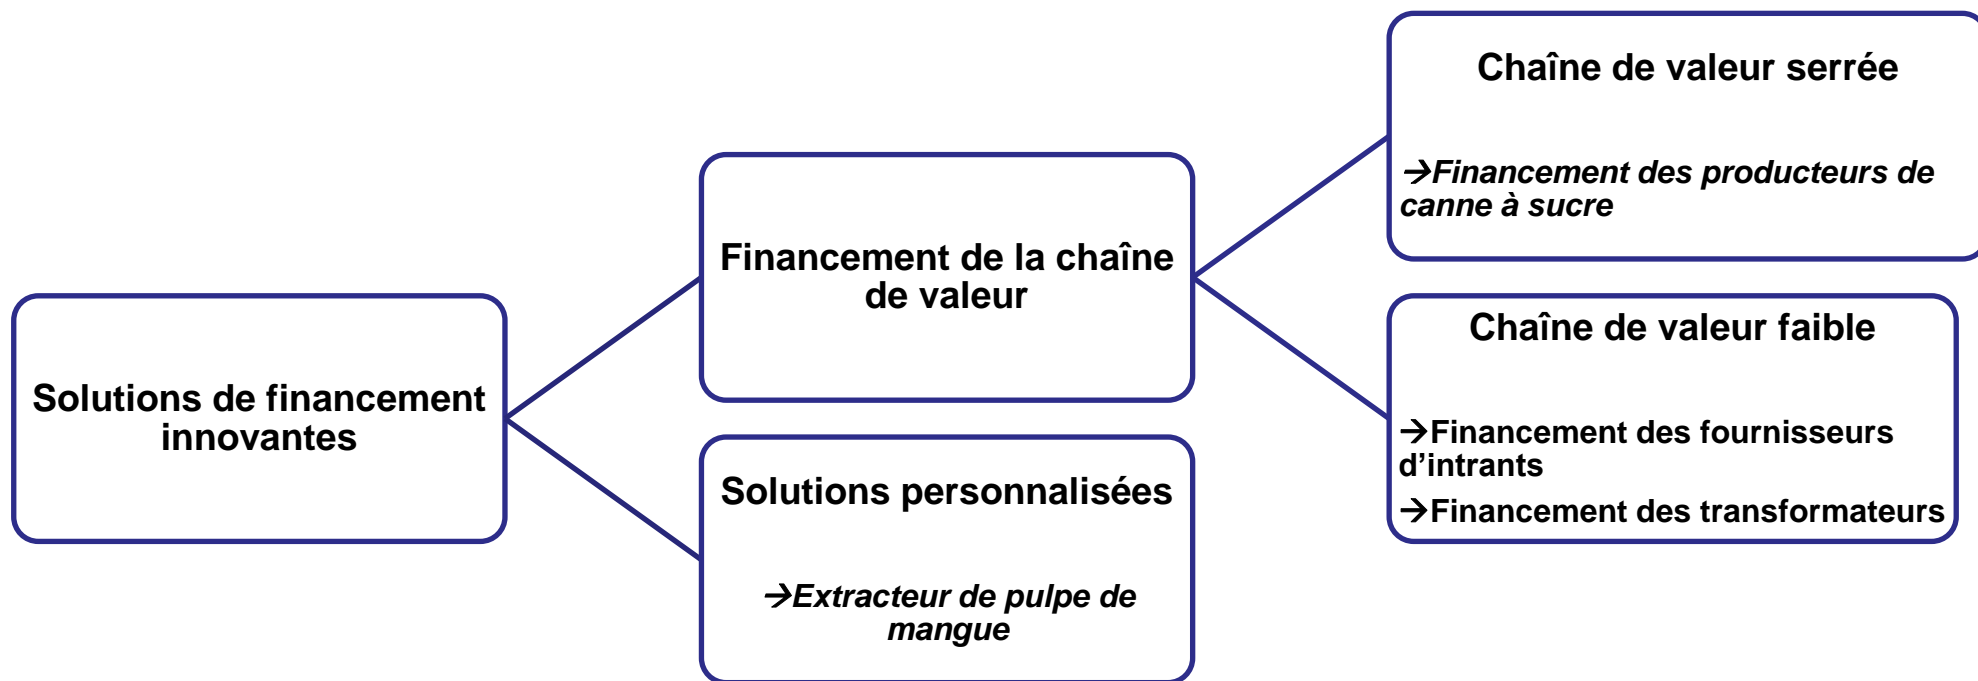 Solutions de financement
innovantes
Financement de la chaîne
de valeur
Solutions personnalisées
→Extracteur de pulpe de
mangue
Chaîne de valeur serrée
→Financement des producteurs de
canne à sucre
Chaîne de valeur faible
→Financement des fournisseurs
d’intrants
→Financement des transformateurs